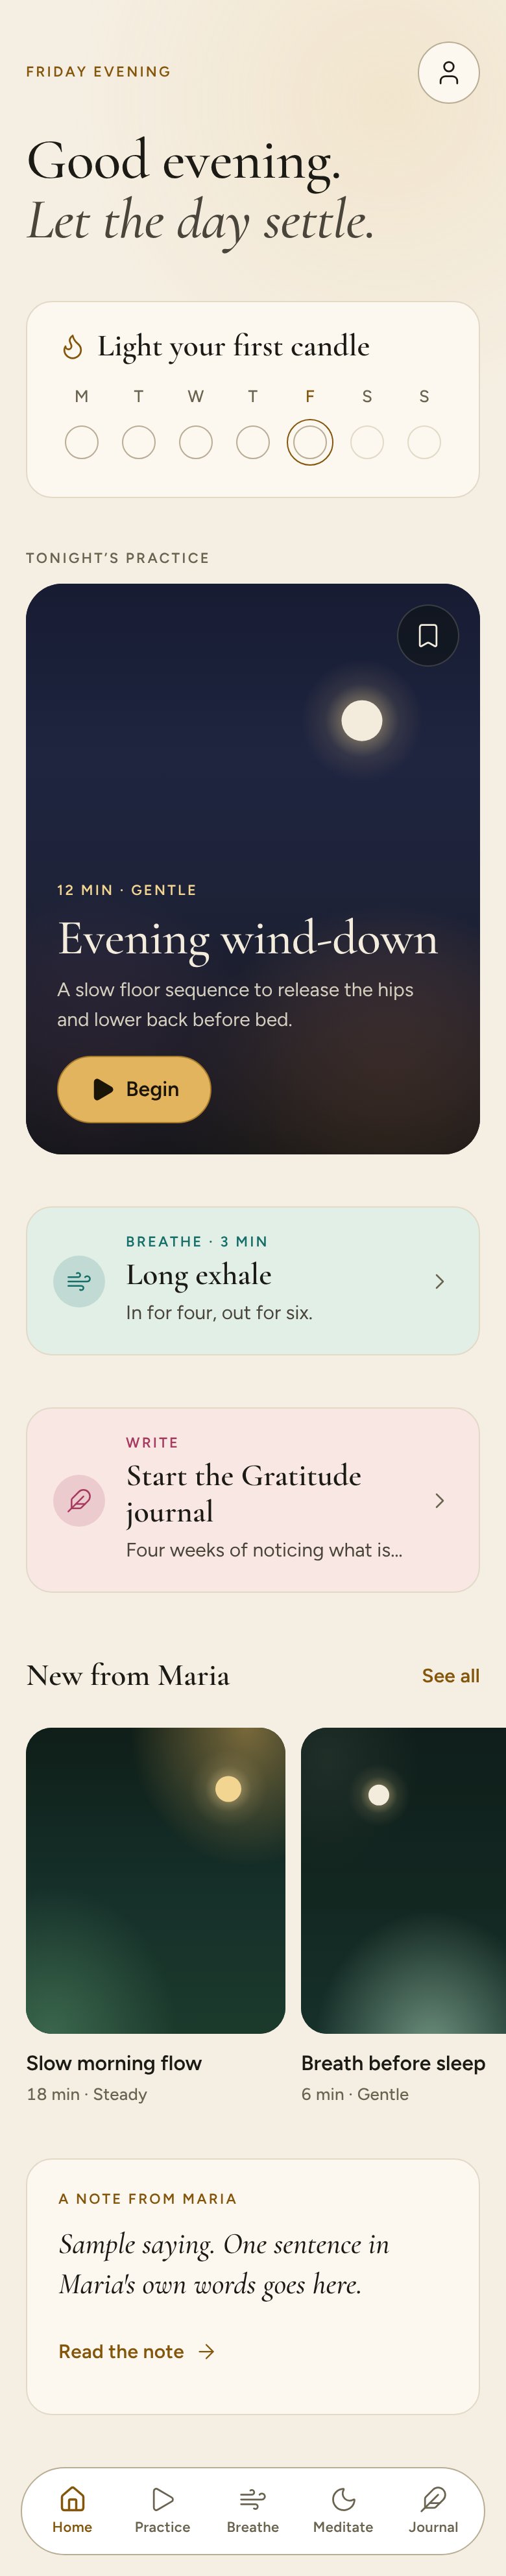 FRIDAY EVENING
Good evening.
Let the day settle.
Light your first candle
M T W T F S S
TONIGHT’S PRACTICE
12 MIN · GENTLE
Evening wind-down
A slow floor sequence to release the hips
and lower back before bed.
Begin
BREATHE · 3 MIN
Long exhale
In for four, out for six.
WRITE
Start the Gratitude
journal
Four weeks of noticing what is...
New from Maria
See all
Slow morning flow
18 min · Steady
Breath before sleep
6 min · Gentle
A NOTE FROM MARIA
Sample saying. One sentence in
Maria's own words goes here.
Read the note
Home Practice Breathe Meditate Journal